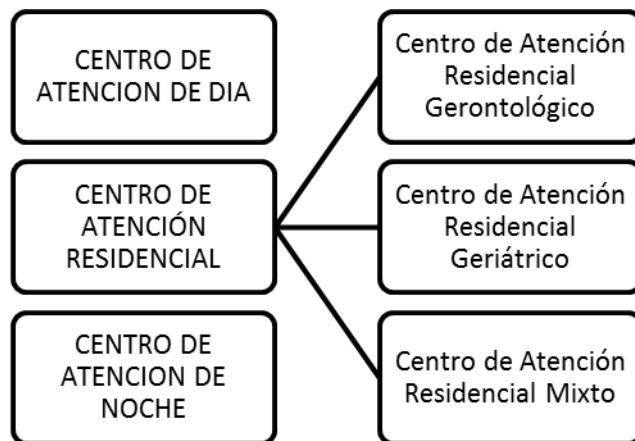 CENTRO DE
ATENCION DE DIA
CENTRO DE
ATENCIÓN
RESIDENCIAL
CENTRO DE
ATENCION DE
NOCHE
Centro de Atención
Residencial
Gerontológico
Centro de Atención
Residencial
Geriátrico
Centro de Atención
Residencial Mixto